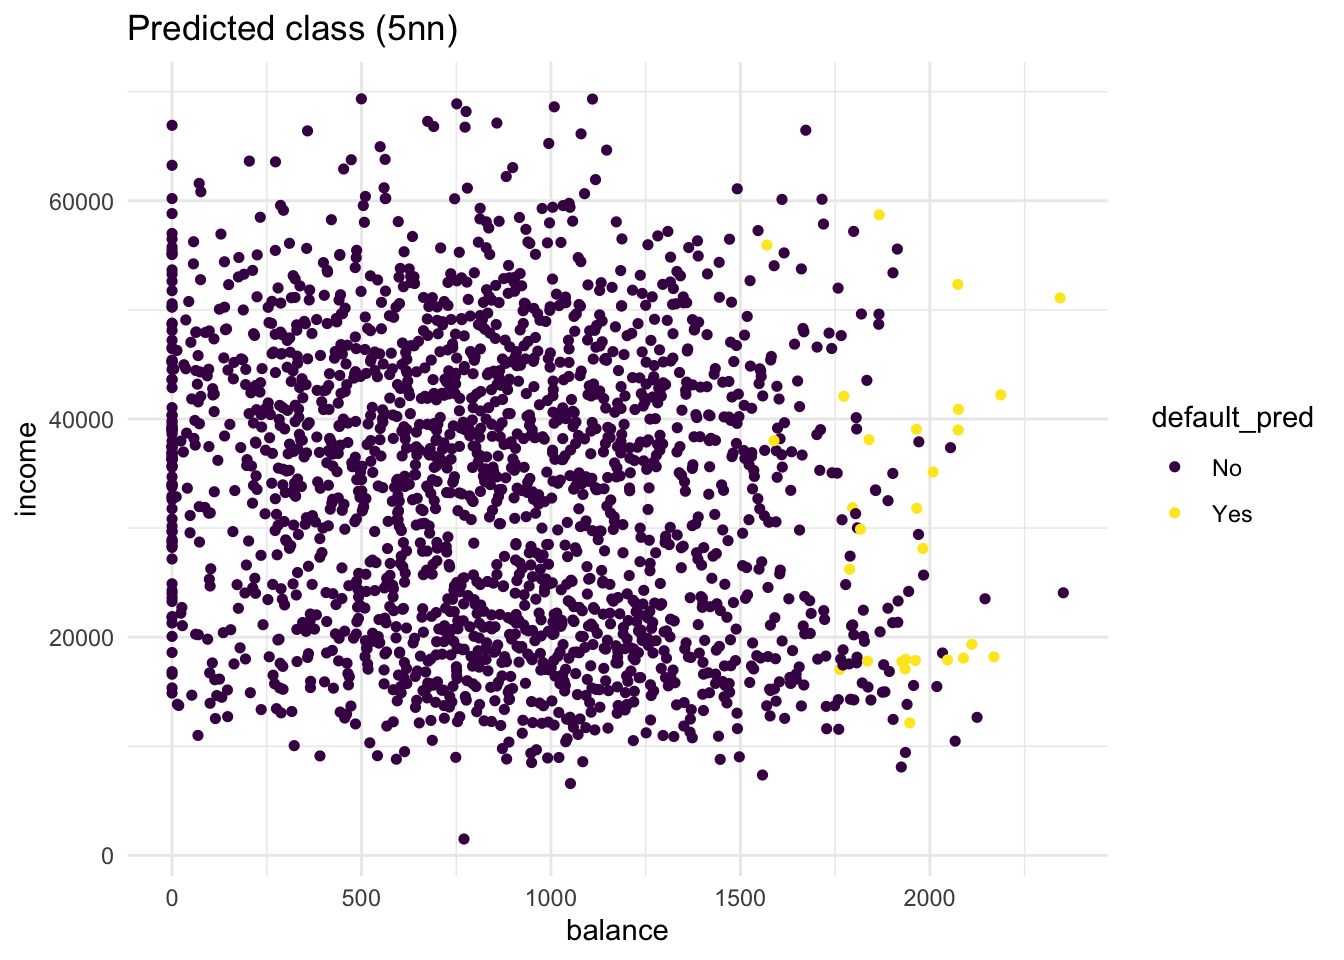 Predicted class (5nn)
60000
40000
20000
0
income
0 500 1000 1500 2000
balance
default_pred
No
Yes